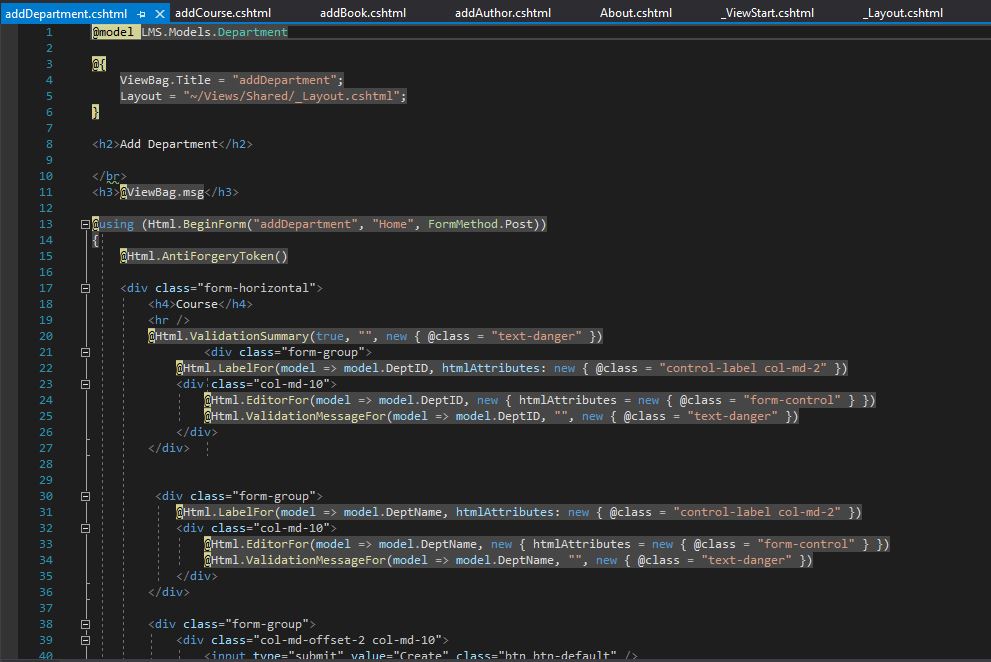 addDepartment.cshtml addCourse.cshtml addBook.cshtml addAuthor.cshtml About.cshtml _ViewStart.cshtml _Layout.cshtml
1 @model LMS.Models.Department
2
3 @{
4 ViewBag.Title = "addDepartment";
5 Layout = "~/Views/Shared/_Layout.cshtml";
6 }
7
8 <h2>Add Department</h2>
9
10 </br>
11 <h3>@ViewBag.msg</h3>
12
13 @using (Html.BeginForm("addDepartment", "Home", FormMethod.Post))
14 {
15 @Html.AntiForgeryToken()
16
17 <div class="form-horizontal">
18 <h4>Course</h4>
19 <hr />
20 @Html.ValidationSummary(true, "", new { @class = "text-danger" })
21 <div class="form-group">
22 @Html.LabelFor(model => model.DeptID, htmlAttributes: new { @class = "control-label col-md-2" })
23 <div class="col-md-10">
24 @Html.EditorFor(model => model.DeptID, new { htmlAttributes = new { @class = "form-control" } })
25 @Html.ValidationMessageFor(model => model.DeptID, "", new { @class = "text-danger" })
26 </div>
27 </div>
28
29
30 <div class="form-group">
31 @Html.LabelFor(model => model.DeptName, htmlAttributes: new { @class = "control-label col-md-2" })
32 <div class="col-md-10">
33 @Html.EditorFor(model => model.DeptName, new { htmlAttributes = new { @class = "form-control" } })
34 @Html.ValidationMessageFor(model => model.DeptName, "", new { @class = "text-danger" })
35 </div>
36 </div>
37
38 <div class="form-group">
39 <div class="col-md-offset-2 col-md-10">
40 <input type="submit" value="Create" class="btn btn-default" />